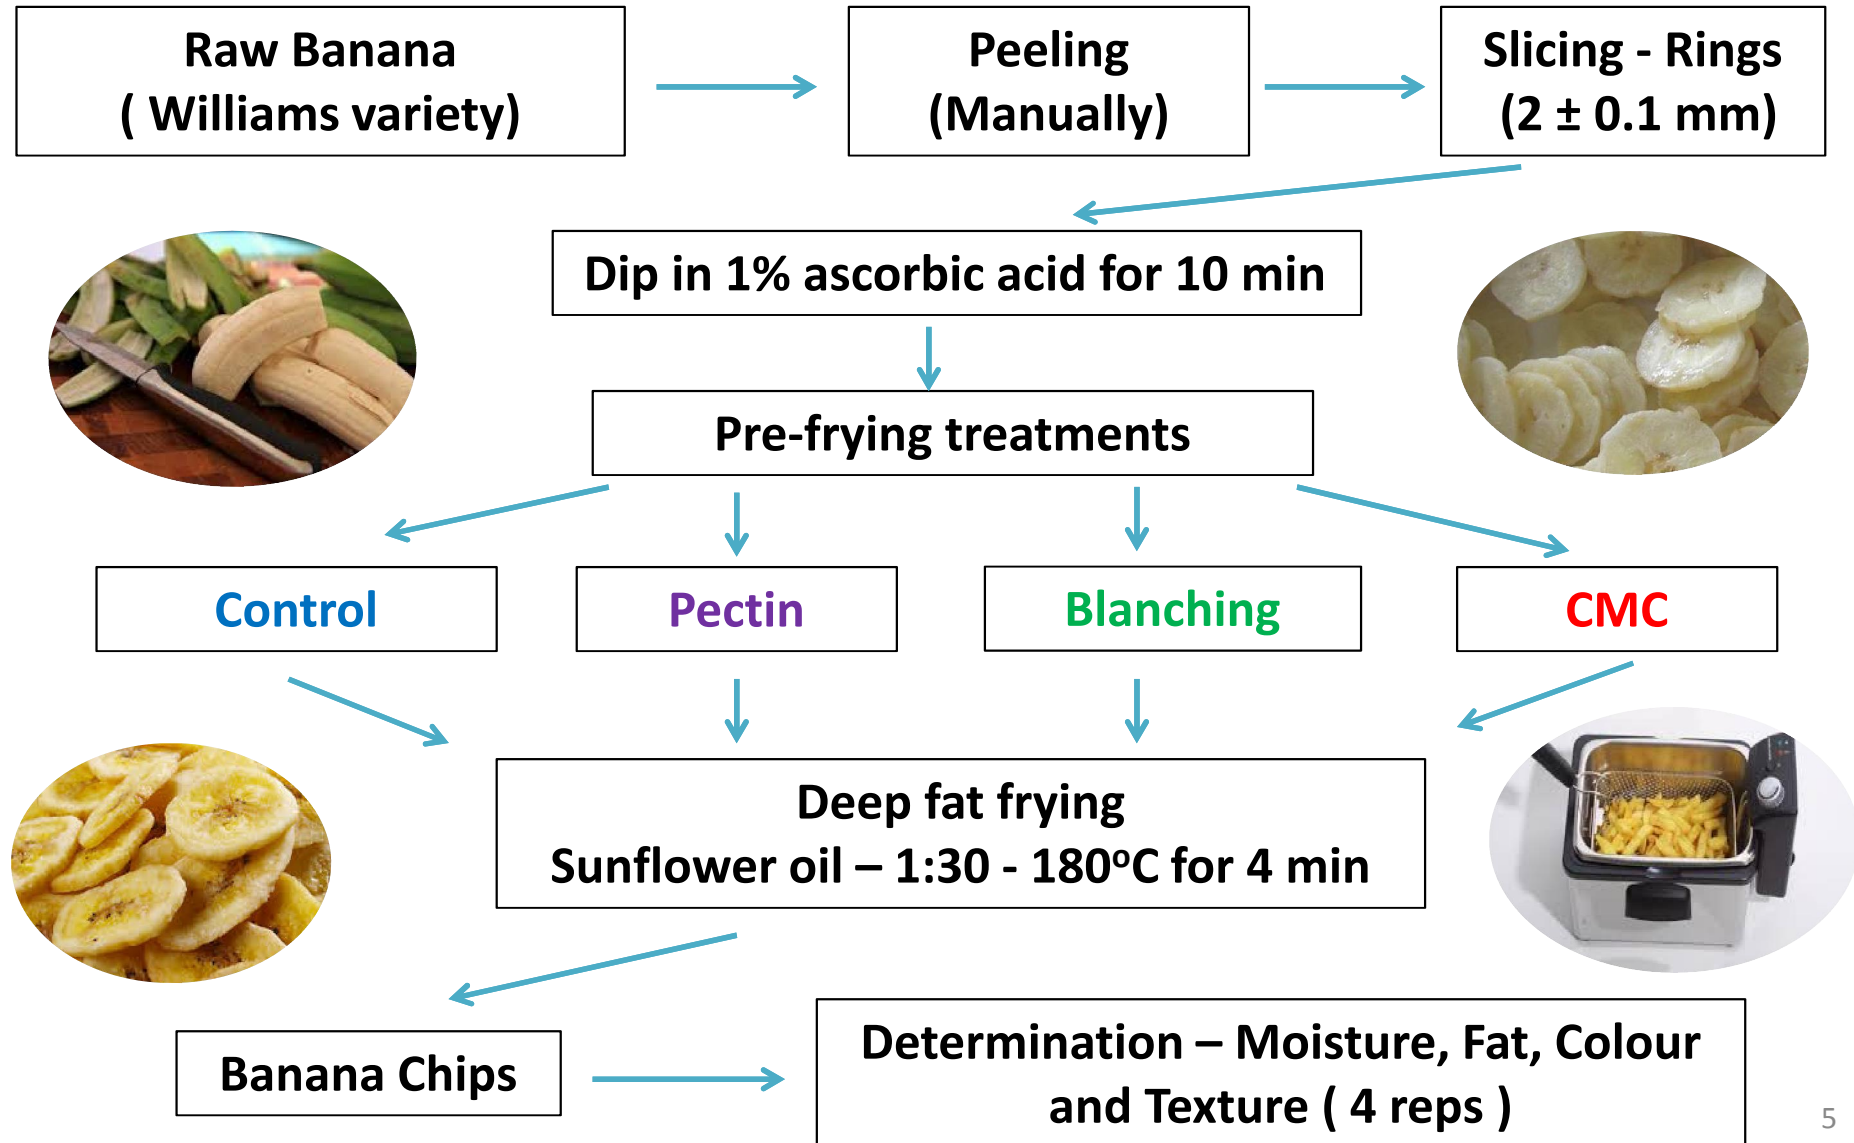 Raw Banana
( Williams variety)
Peeling
(Manually)
Slicing - Rings
(2 ± 0.1 mm)
Dip in 1% ascorbic acid for 10 min
Pre-frying treatments
Control
Pectin
Blanching
CMC
Deep fat frying
Sunflower oil – 1:30 - 180ºC for 4 min
Banana Chips
Determination – Moisture, Fat, Colour
and Texture ( 4 reps )
5